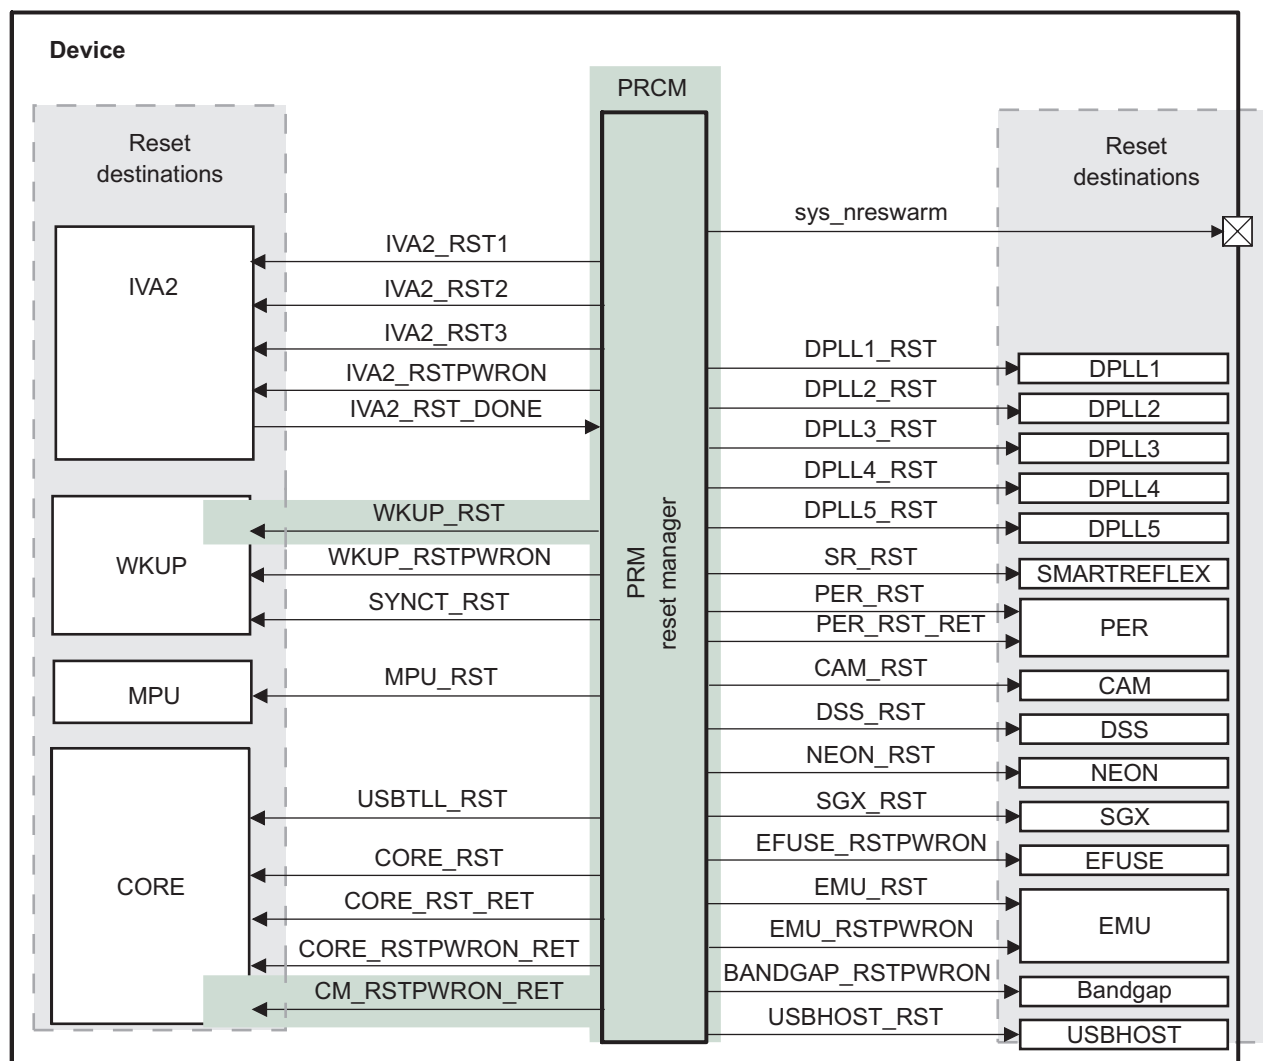 Device
PRCM
Reset
destinations
IVA2
IVA2_RST1
IVA2_RST2
IVA2_RST3
IVA2_RSTPWRON
IVA2_RST_DONE
WKUP
WKUP_RST
WKUP_RSTPWRON
SYNCT_RST
MPU
MPU_RST
CORE
USBTLL_RST
CORE_RST
CORE_RST_RET
CORE_RSTPWRON_RET
CM_RSTPWRON_RET
PRM
reset manager
Reset
destinations
sys_nreswarm
DPLL1_RST
DPLL1
DPLL2_RST
DPLL2
DPLL3_RST
DPLL3
DPLL4_RST
DPLL4
DPLL5_RST
DPLL5
SR_RST
SMARTREFLEX
PER_RST
PER_RST_RET
PER
CAM_RST
CAM
DSS_RST
DSS
NEON_RST
NEON
SGX_RST
SGX
EFUSE_RSTPWRON
EFUSE
EMU_RST
EMU_RSTPWRON
EMU
BANDGAP_RSTPWRON
Bandgap
USBHOST_RST
USBHOST